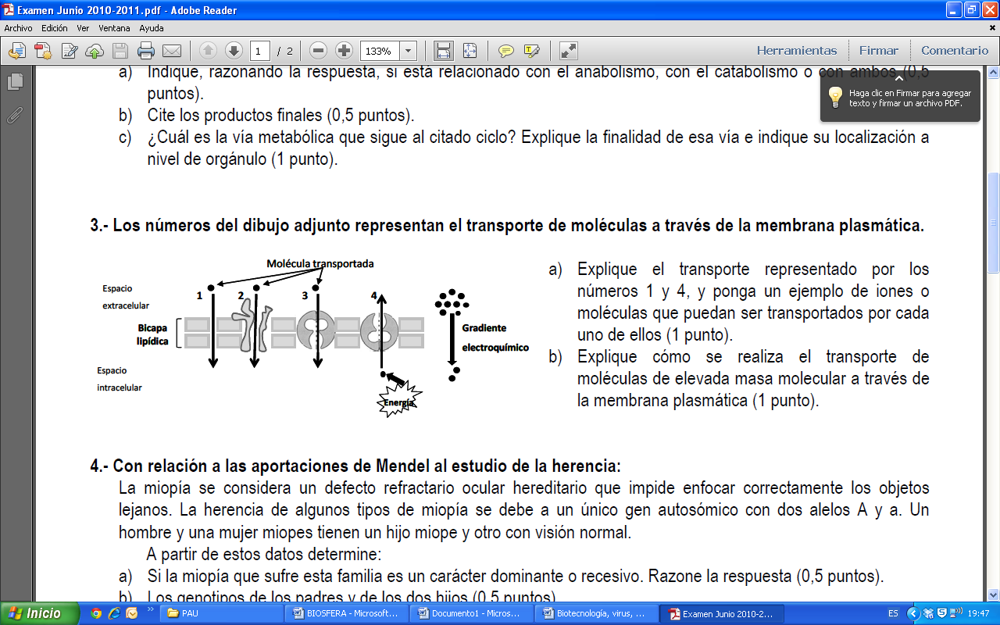 Examen Junio 2010-2011.pdf - Adobe Reader
Archivo Edición Ver Ventana Ayuda
1 / 2 133% Herramientas Firmar Comentario
a) Indique, razonando la respuesta, si está relacionado con el anabolismo, con el catabolismo o con ambos (0,5
puntos).
Haga clic en Firmar para agregar
texto y firmar un archivo PDF.
b) Cite los productos finales (0,5 puntos).
c) ¿Cuál es la vía metabólica que sigue al citado ciclo? Explique la finalidad de esa vía e indique su localización a
nivel de orgánulo (1 punto).
3.- Los números del dibujo adjunto representan el transporte de moléculas a través de la membrana plasmática.
Molécula transportada
Espacio
extracelular
1 2 3 4
Bicapa
lipídica
Gradiente
electroquímico
Espacio
intracelular
Energía
a) Explique el transporte representado por los
números 1 y 4, y ponga un ejemplo de iones o
moléculas que puedan ser transportados por cada
uno de ellos (1 punto).
b) Explique cómo se realiza el transporte de
moléculas de elevada masa molecular a través de
la membrana plasmática (1 punto).
4.- Con relación a las aportaciones de Mendel al estudio de la herencia:
La miopía se considera un defecto refractario ocular hereditario que impide enfocar correctamente los objetos
lejanos. La herencia de algunos tipos de miopía se debe a un único gen autosómico con dos alelos A y a. Un
hombre y una mujer miopes tienen un hijo miope y otro con visión normal.
A partir de estos datos determine:
a) Si la miopía que sufre esta familia es un carácter dominante o recesivo. Razone la respuesta (0,5 puntos).
b) Los genotipos de los padres y de los dos hijos (0,5 puntos)
Inicio PAU BIOSFERA - Microsoft... Documento1 - Micros... Biotecnología, virus, ... Examen Junio 2010-2... ES 19:47